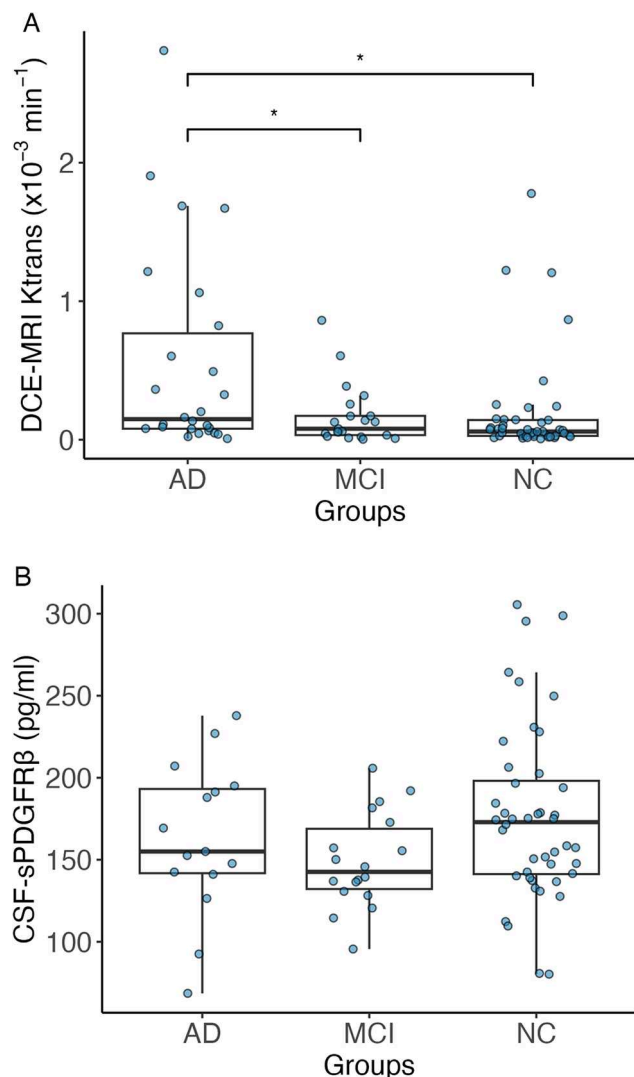 A
DCE-MRI Ktrans (x10⁻³ min⁻¹)
*
*
2
1
0
AD MCI NC
Groups
B
CSF-sPDGFRβ (pg/ml)
300
250
200
150
100
AD MCI NC
Groups